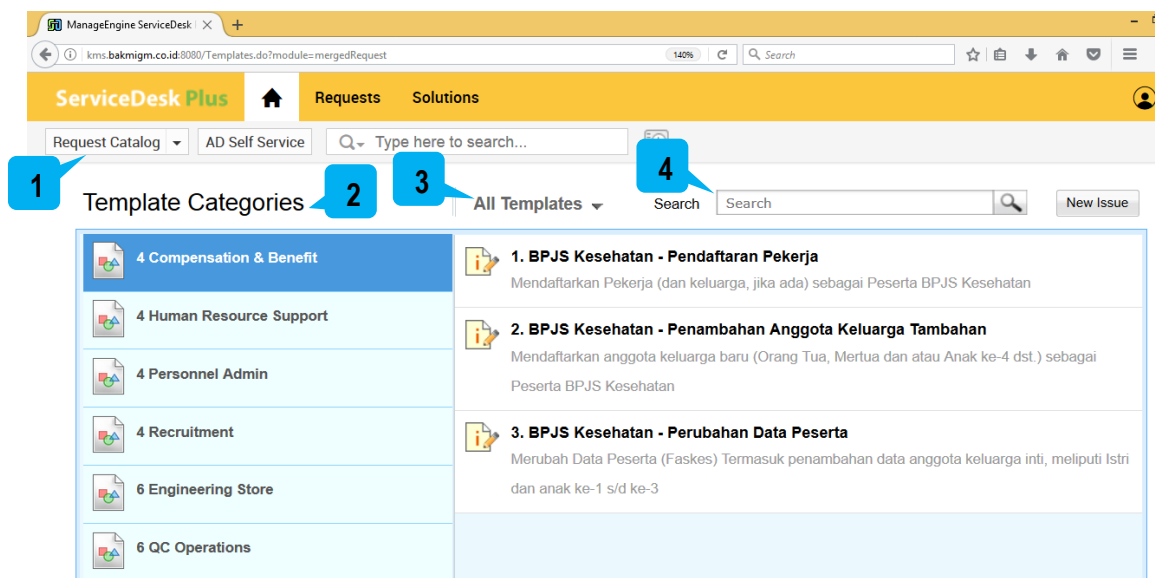 ManageEngine ServiceDesk
kms.bakmigm.co.id:8080/Templates.do?module=mergedRequest
140%
Search
ServiceDesk Plus
Requests
Solutions
Request Catalog
AD Self Service
Type here to search...
1
2
3
4
Template Categories
All Templates
Search
Search
New Issue
4 Compensation & Benefit
4 Human Resource Support
4 Personnel Admin
4 Recruitment
6 Engineering Store
6 QC Operations
1. BPJS Kesehatan - Pendaftaran Pekerja
Mendaftarkan Pekerja (dan keluarga, jika ada) sebagai Peserta BPJS Kesehatan
2. BPJS Kesehatan - Penambahan Anggota Keluarga Tambahan
Mendaftarkan anggota keluarga baru (Orang Tua, Mertua dan atau Anak ke-4 dst.) sebagai
Peserta BPJS Kesehatan
3. BPJS Kesehatan - Perubahan Data Peserta
Merubah Data Peserta (Faskes) Termasuk penambahan data anggota keluarga inti, meliputi Istri
dan anak ke-1 s/d ke-3